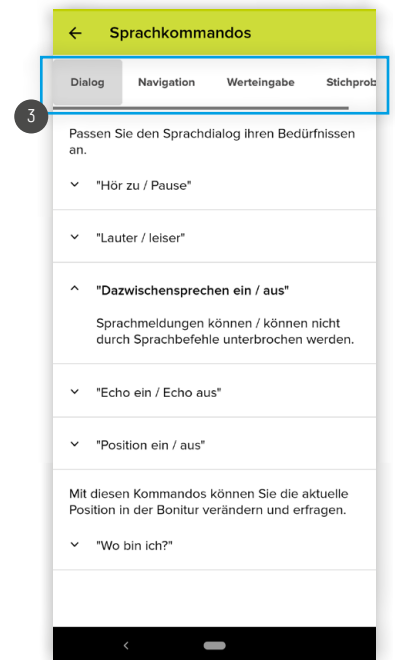 Sprachkommandos
Dialog Navigation Werteingabe Stichprob
3
Passen Sie den Sprachdialog ihren Bedürfnissen
an.
"Hör zu / Pause"
"Lauter / leiser"
"Dazwischensprechen ein / aus"
Sprachmeldungen können / können nicht
durch Sprachbefehle unterbrochen werden.
"Echo ein / Echo aus"
"Position ein / aus"
Mit diesen Kommandos können Sie die aktuelle
Position in der Bonitur verändern und erfragen.
"Wo bin ich?"